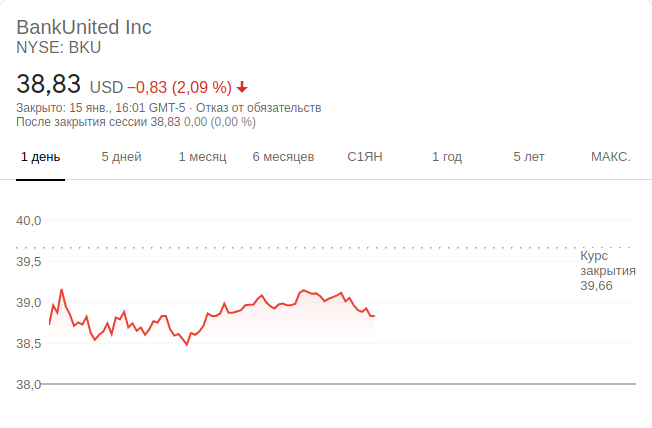 BankUnited Inc
NYSE: BKU
38,83 USD −0,83 (2,09 %)
Закрыто: 15 янв., 16:01 GMT-5 · Отказ от обязательств
После закрытия сессии 38,83 0,00 (0,00 %)
1 день 5 дней 1 месяц 6 месяцев С1ЯН 1 год 5 лет МАКС.
40,0
39,5
39,0
38,5
38,0
Курс
закрытия
39,66